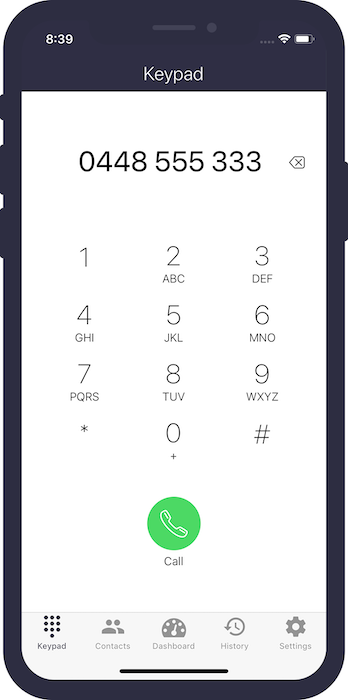 8:39
Keypad
0448 555 333
1 2 3
ABC DEF
4 5 6
GHI JKL MNO
7 8 9
PQRS TUV WXYZ
* 0 #
+
Call
Keypad Contacts Dashboard History Settings